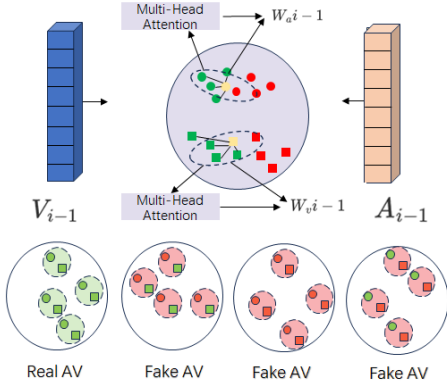 Multi-Head
Attention
W_a i−1
V_{i−1}
A_{i−1}
Multi-Head
Attention
W_v i−1
Real AV
Fake AV
Fake AV
Fake AV